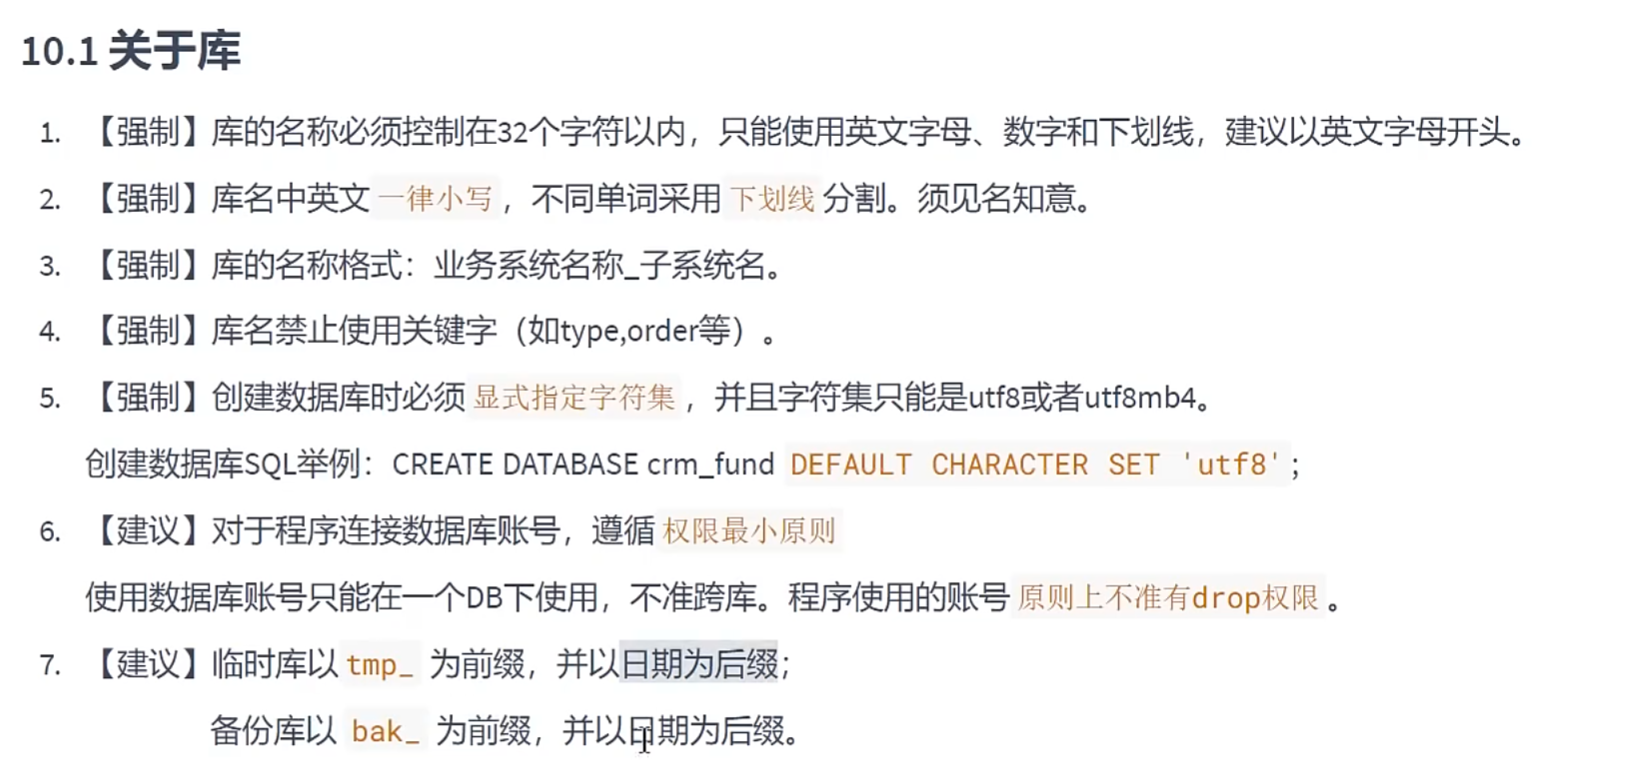 10.1 关于库
1. 【强制】库的名称必须控制在32个字符以内，只能使用英文字母、数字和下划线，建议以英文字母开头。
2. 【强制】库名中英文 一律小写 ，不同单词采用 下划线 分割。须见名知意。
3. 【强制】库的名称格式：业务系统名称_子系统名。
4. 【强制】库名禁止使用关键字（如type,order等）。
5. 【强制】创建数据库时必须 显式指定字符集 ，并且字符集只能是utf8或者utf8mb4。
创建数据库SQL举例：CREATE DATABASE crm_fund DEFAULT CHARACTER SET 'utf8' ;
6. 【建议】对于程序连接数据库账号，遵循 权限最小原则
使用数据库账号只能在一个DB下使用，不准跨库。程序使用的账号 原则上不准有drop权限 。
7. 【建议】临时库以 tmp_ 为前缀，并以日期为后缀；
备份库以 bak_ 为前缀，并以日期为后缀。